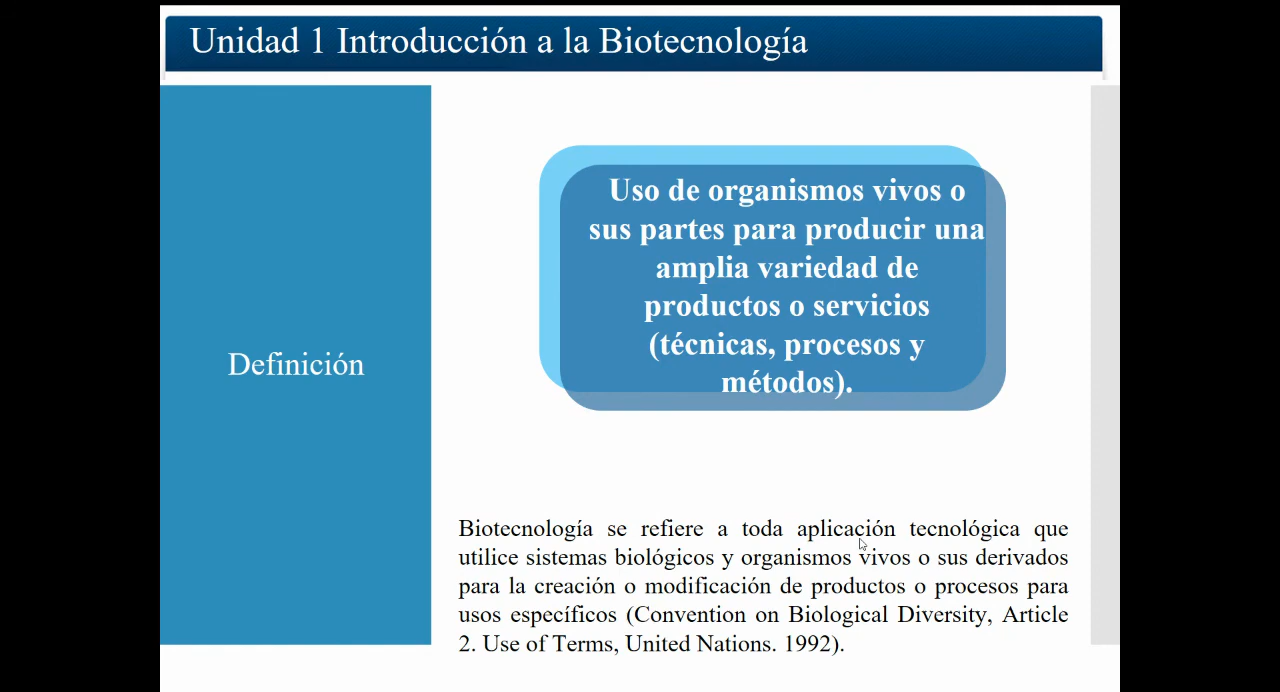 Unidad 1 Introducción a la Biotecnología
Definición
Uso de organismos vivos o
sus partes para producir una
amplia variedad de
productos o servicios
(técnicas, procesos y
métodos).
Biotecnología se refiere a toda aplicación tecnológica que
utilice sistemas biológicos y organismos vivos o sus derivados
para la creación o modificación de productos o procesos para
usos específicos (Convention on Biological Diversity, Article
2. Use of Terms, United Nations. 1992).